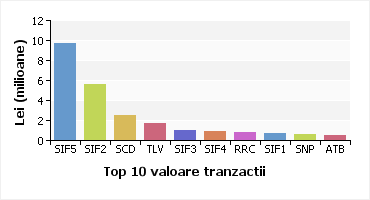 Lei (milioane)
12
10
8
6
4
2
0
SIF5 SIF2 SCD TLV SIF3 SIF4 RRC SIF1 SNP ATB
Top 10 valoare tranzactii